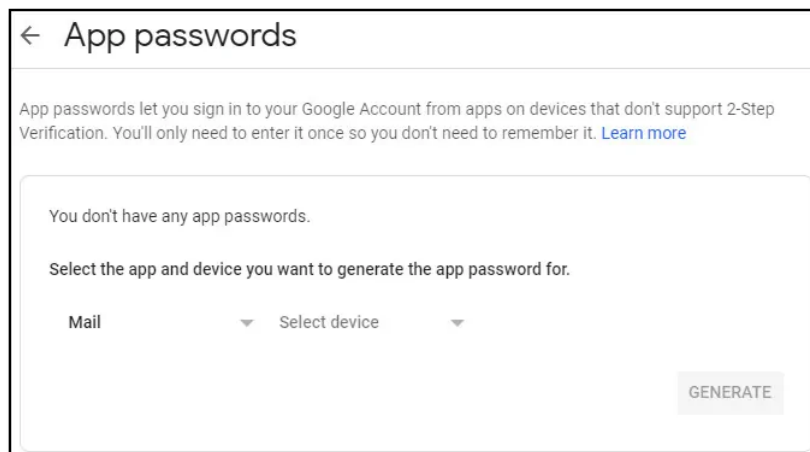 App passwords
App passwords let you sign in to your Google Account from apps on devices that don't support 2-Step
Verification. You'll only need to enter it once so you don't need to remember it. Learn more
You don't have any app passwords.
Select the app and device you want to generate the app password for.
Mail Select device
GENERATE